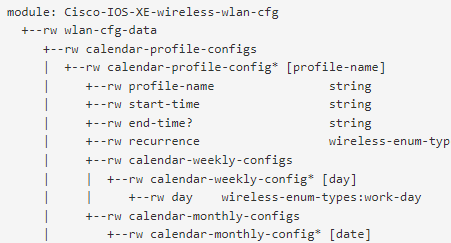 module: Cisco-IOS-XE-wireless-wlan-cfg
+--rw wlan-cfg-data
+--rw calendar-profile-configs
| +--rw calendar-profile-config* [profile-name]
| +--rw profile-name string
| +--rw start-time string
| +--rw end-time? string
| +--rw recurrence wireless-enum-typ
| +--rw calendar-weekly-configs
| | +--rw calendar-weekly-config* [day]
| | +--rw day wireless-enum-types:work-day
| +--rw calendar-monthly-configs
| +--rw calendar-monthly-config* [date]